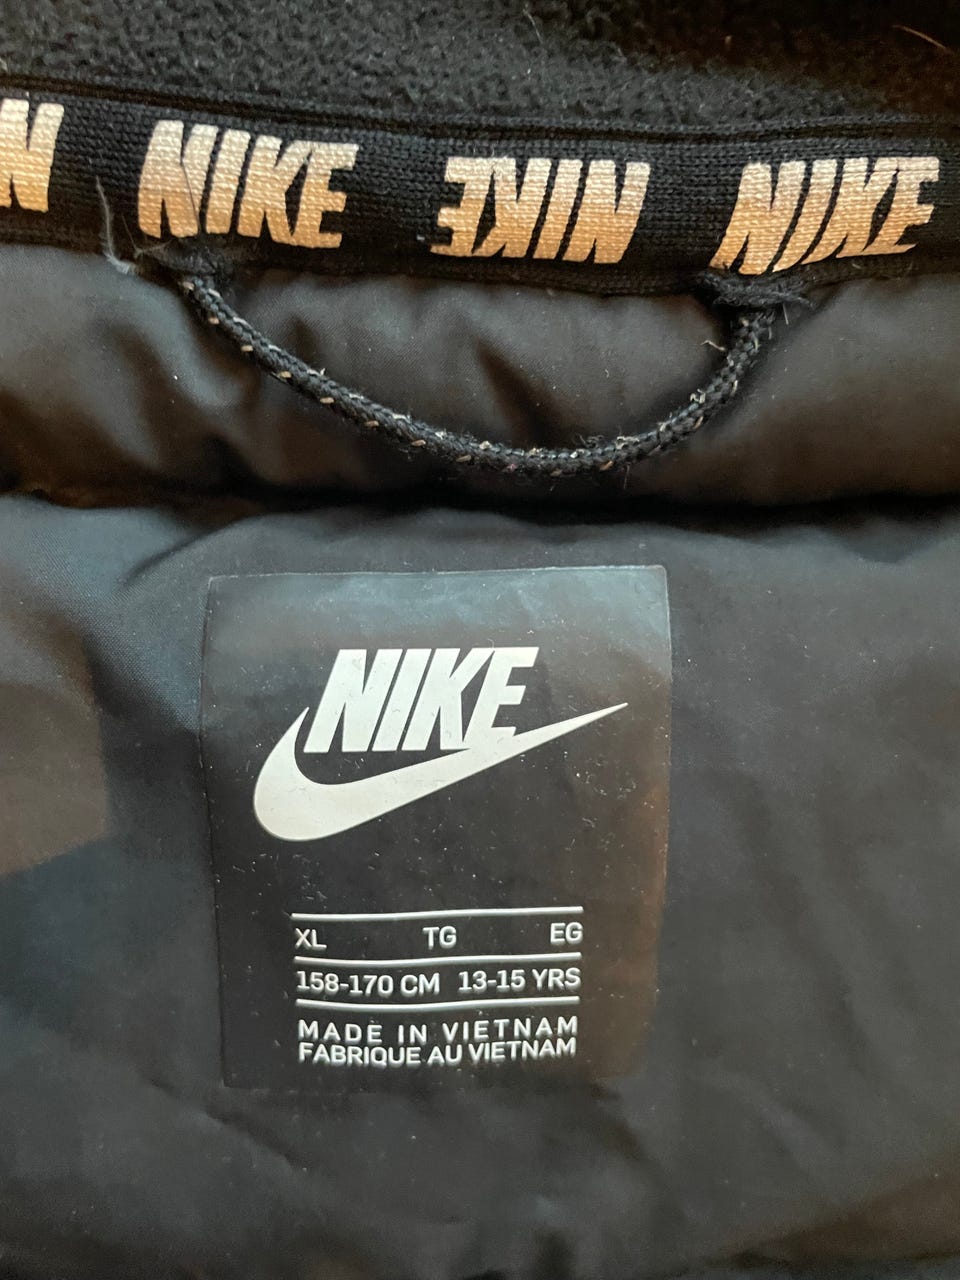 N NIKE NIKE NIKE
NIKE
XL TG EG
158-170 CM 13-15 YRS
MADE IN VIETNAM
FABRIQUE AU VIETNAM